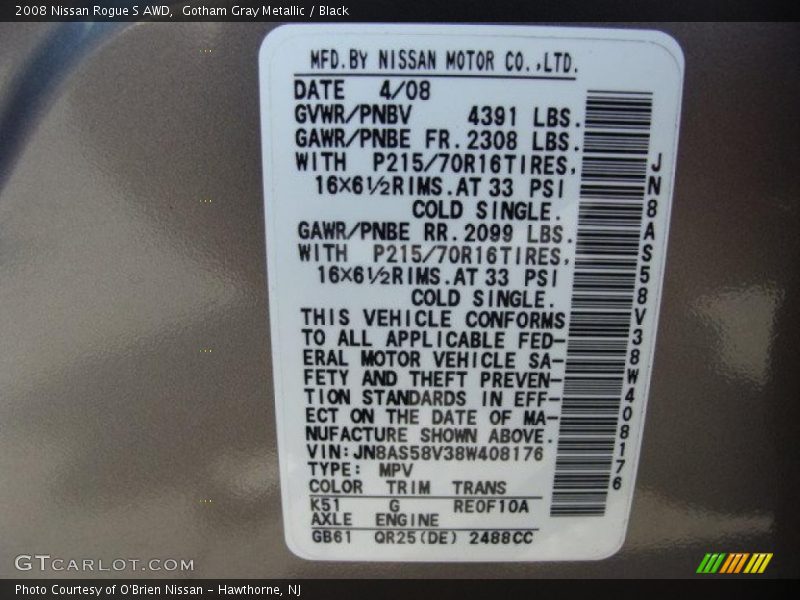 2008 Nissan Rogue S AWD,  Gotham Gray Metallic / Black
MFD.BY NISSAN MOTOR CO.,LTD.
DATE 4/08
GVWR/PNBV 4391 LBS.
GAWR/PNBE FR.2308 LBS.
WITH P215/70R16TIRES,
16×6½RIMS.AT 33 PSI
COLD SINGLE.
GAWR/PNBE RR.2099 LBS.
WITH P215/70R16TIRES,
16×6½RIMS.AT 33 PSI
COLD SINGLE.
THIS VEHICLE CONFORMS
TO ALL APPLICABLE FED-
ERAL MOTOR VEHICLE SA-
FETY AND THEFT PREVEN-
TION STANDARDS IN EFF-
ECT ON THE DATE OF MA-
NUFACTURE SHOWN ABOVE.
VIN:JN8AS58V38W408176
TYPE: MPV
COLOR TRIM TRANS
K51 G RE0F10A
AXLE ENGINE
GB61 QR25(DE) 2488CC
JN8AS58V38W408176
GTCARLOT.COM
Photo Courtesy of O'Brien Nissan - Hawthorne, NJ